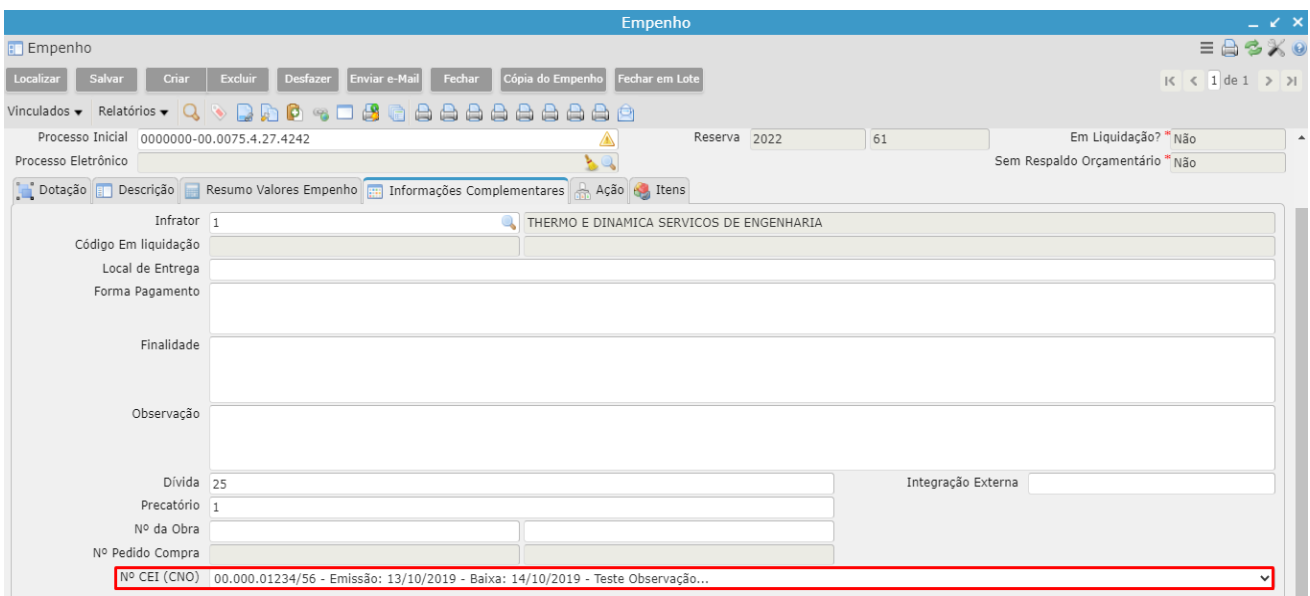 Empenho
Empenho
Localizar Salvar Criar Excluir Desfazer Enviar e-Mail Fechar Cópia do Empenho Fechar em Lote 1 de 1
Vinculados Relatórios
Processo Inicial 0000000-00.0075.4.27.4242 Reserva 2022 61 Em Liquidação? * Não
Processo Eletrônico Sem Respaldo Orçamentário * Não
Dotação Descrição Resumo Valores Empenho Informações Complementares Ação Itens
Infrator 1 THERMO E DINAMICA SERVICOS DE ENGENHARIA
Código Em liquidação
Local de Entrega
Forma Pagamento
Finalidade
Observação
Dívida 25 Integração Externa
Precatório 1
Nº da Obra
Nº Pedido Compra
Nº CEI (CNO) 00.000.01234/56 - Emissão: 13/10/2019 - Baixa: 14/10/2019 - Teste Observação...